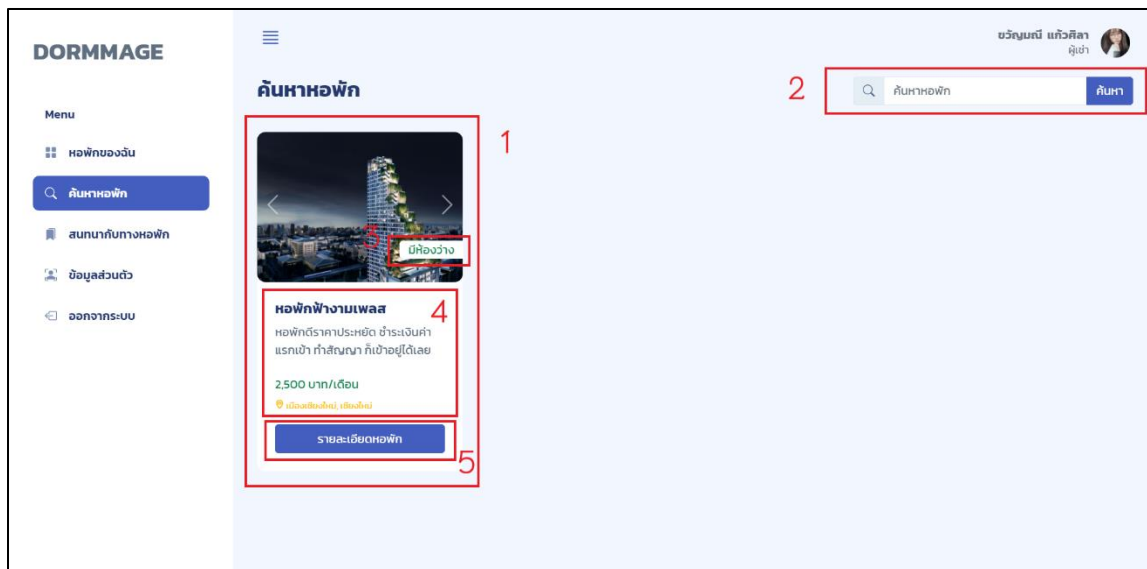 DORMMAGE
Menu
หอพักของฉัน
ค้นหาหอพัก
สนทนากับทางหอพัก
ข้อมูลส่วนตัว
ออกจากระบบ
ขวัญมณี แก้วศิลา
ผู้เช่า
ค้นหาหอพัก
2
ค้นหาหอพัก
ค้นหา
1
3
มีห้องว่าง
หอพักฟ้างามเพลส
4
หอพักดีราคาประหยัด ชำระเงินค่า
แรกเข้า ทำสัญญา ก็เข้าอยู่ได้เลย
2,500 บาท/เดือน
เมืองเชียงใหม่, เชียงใหม่
รายละเอียดหอพัก
5